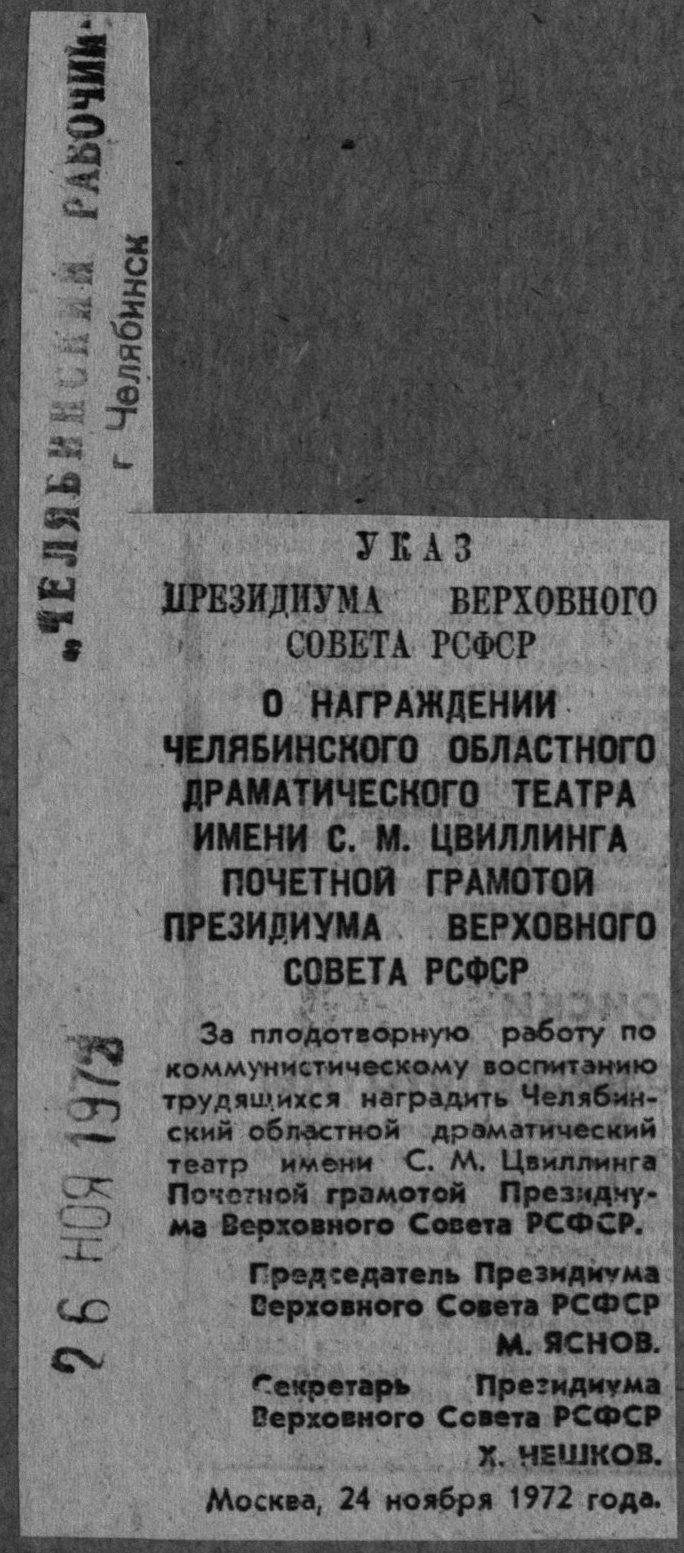 „ЧЕЛЯБИНСКИЙ РАБОЧИЙ"
г Челябинск
26 НОЯ 1972
УКАЗ
ПРЕЗИДИУМА ВЕРХОВНОГО
СОВЕТА РСФСР
О НАГРАЖДЕНИИ
ЧЕЛЯБИНСКОГО ОБЛАСТНОГО
ДРАМАТИЧЕСКОГО ТЕАТРА
ИМЕНИ С. М. ЦВИЛЛИНГА
ПОЧЕТНОЙ ГРАМОТОЙ
ПРЕЗИДИУМА ВЕРХОВНОГО
СОВЕТА РСФСР
За плодотворную работу по
коммунистическому воспитанию
трудящихся наградить Челябин-
ский областной драматический
театр имени С. М. Цвиллинга
Почетной грамотой Президиу-
ма Верховного Совета РСФСР.
Председатель Президиума
Верховного Совета РСФСР
М. ЯСНОВ.
Секретарь Президиума
Верховного Совета РСФСР
Х. НЕШКОВ.
Москва, 24 ноября 1972 года.